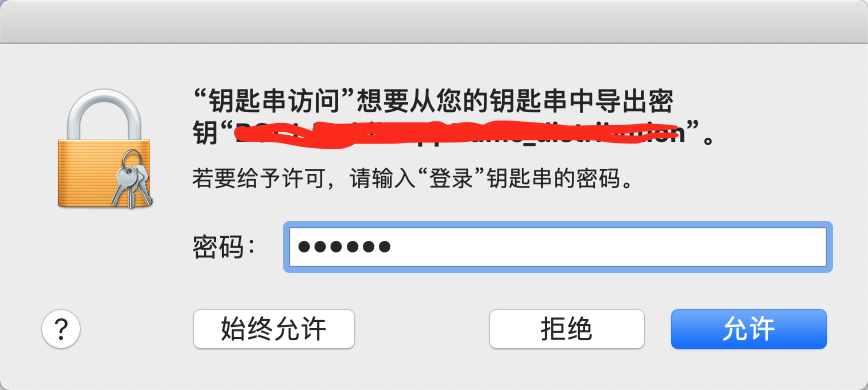 “钥匙串访问”想要从您的钥匙串中导出密
钥“”。
若要给予许可，请输入“登录”钥匙串的密码。
密码：
?
始终允许
拒绝
允许